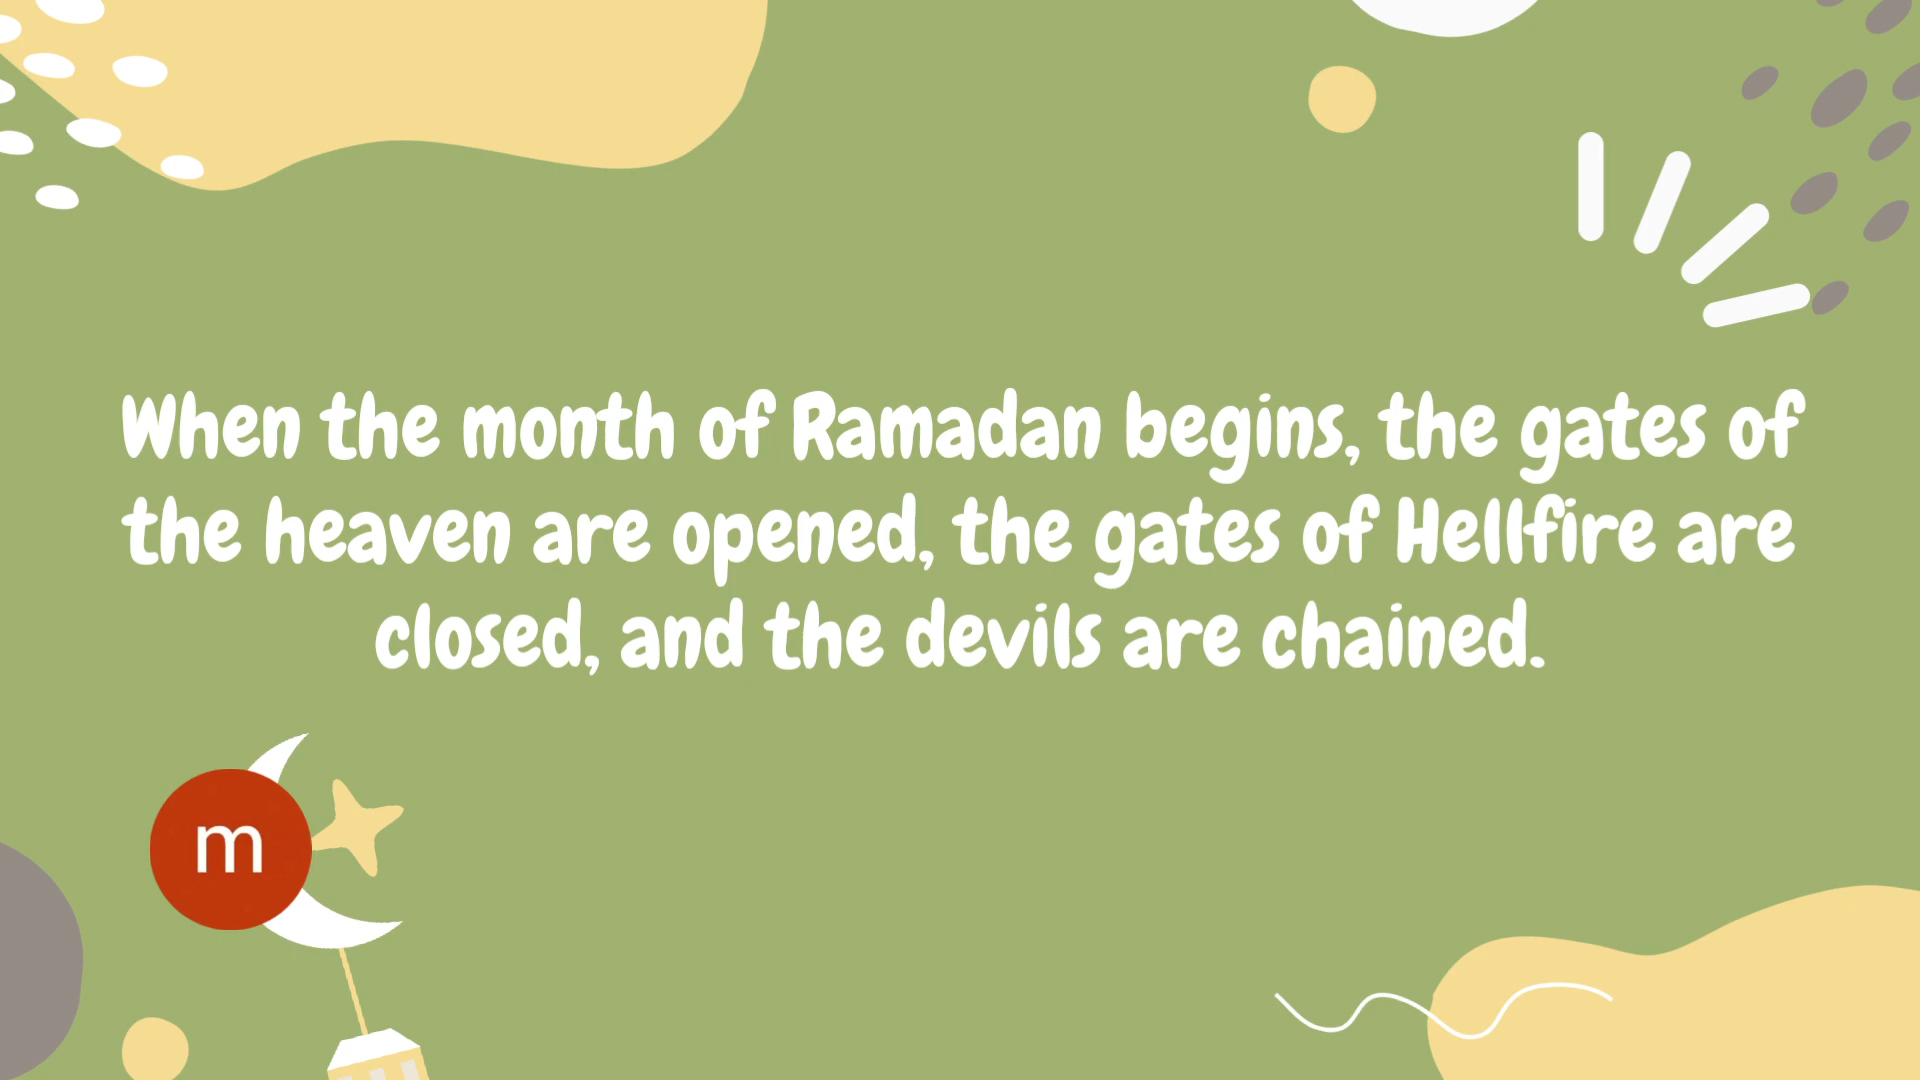 When the month of Ramadan begins, the gates of
the heaven are opened, the gates of Hellfire are
closed, and the devils are chained.
m